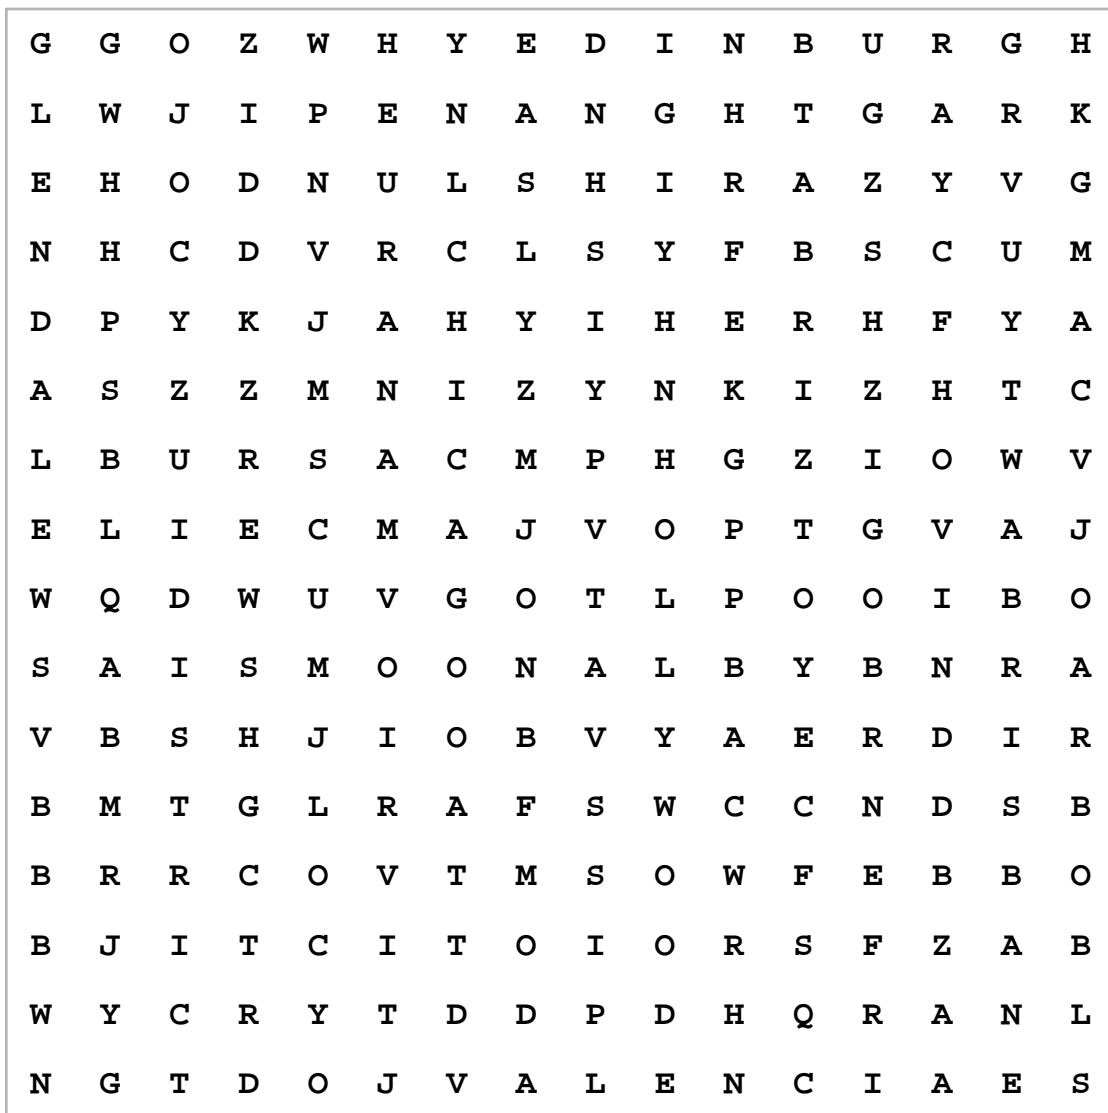 G G O Z W H Y E D I N B U R G H
L W J I P E N A N G H T G A R K
E H O D N U L S H I R A Z Y V G
N H C D V R C L S Y F B S C U M
D P Y K J A H Y I H E R H F Y A
A S Z Z M N I Z Y N K I Z H T C
L B U R S A C M P H G Z I O W V
E L I E C M A J V O P T G V A J
W Q D W U V G O T L P O O I B O
S A I S M O O N A L B Y B N R A
V B S H J I O B V Y A E R D I R
B M T G L R A F S W C C N D S B
B R R C O V T M S O W F E B B O
B J I T C I T O I O R S F Z A B
W Y C R Y T D D P D H Q R A N L
N G T D O J V A L E N C I A E S